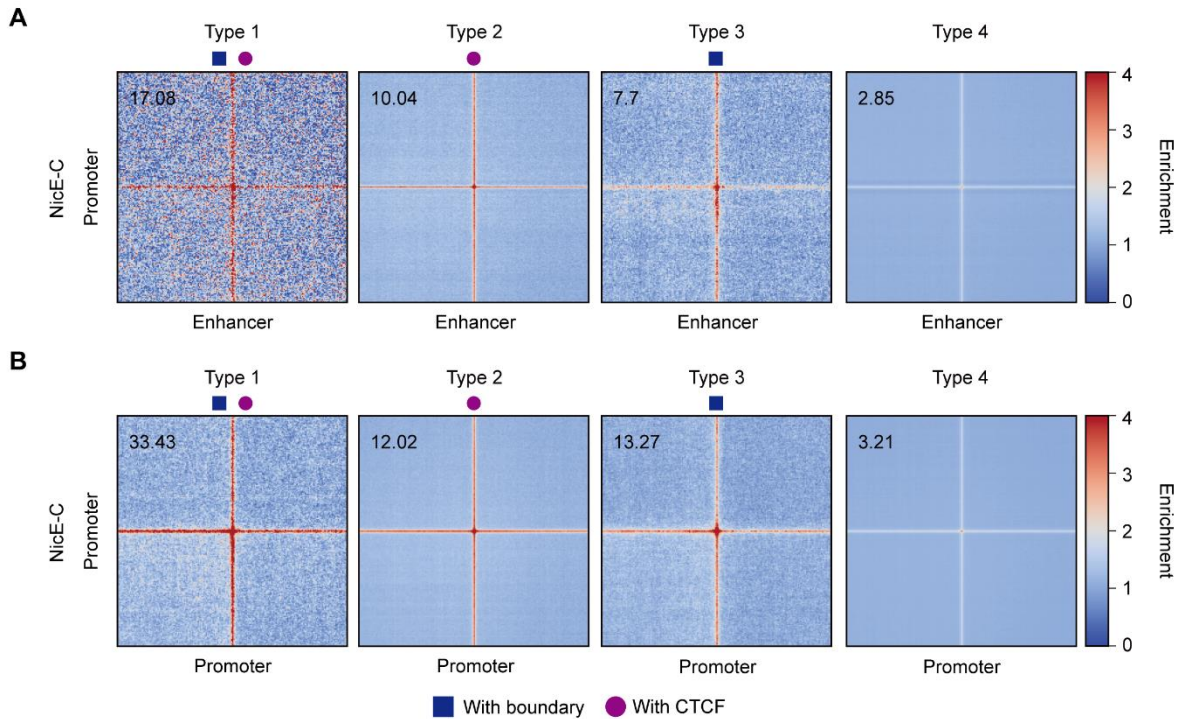 A
Type 1
Type 2
Type 3
Type 4
NicE-C
Promoter
17.08
10.04
7.7
2.85
4
3
2
1
0
Enrichment
Enhancer
Enhancer
Enhancer
Enhancer
B
Type 1
Type 2
Type 3
Type 4
NicE-C
Promoter
33.43
12.02
13.27
3.21
4
3
2
1
0
Enrichment
Promoter
Promoter
Promoter
Promoter
With boundary
With CTCF